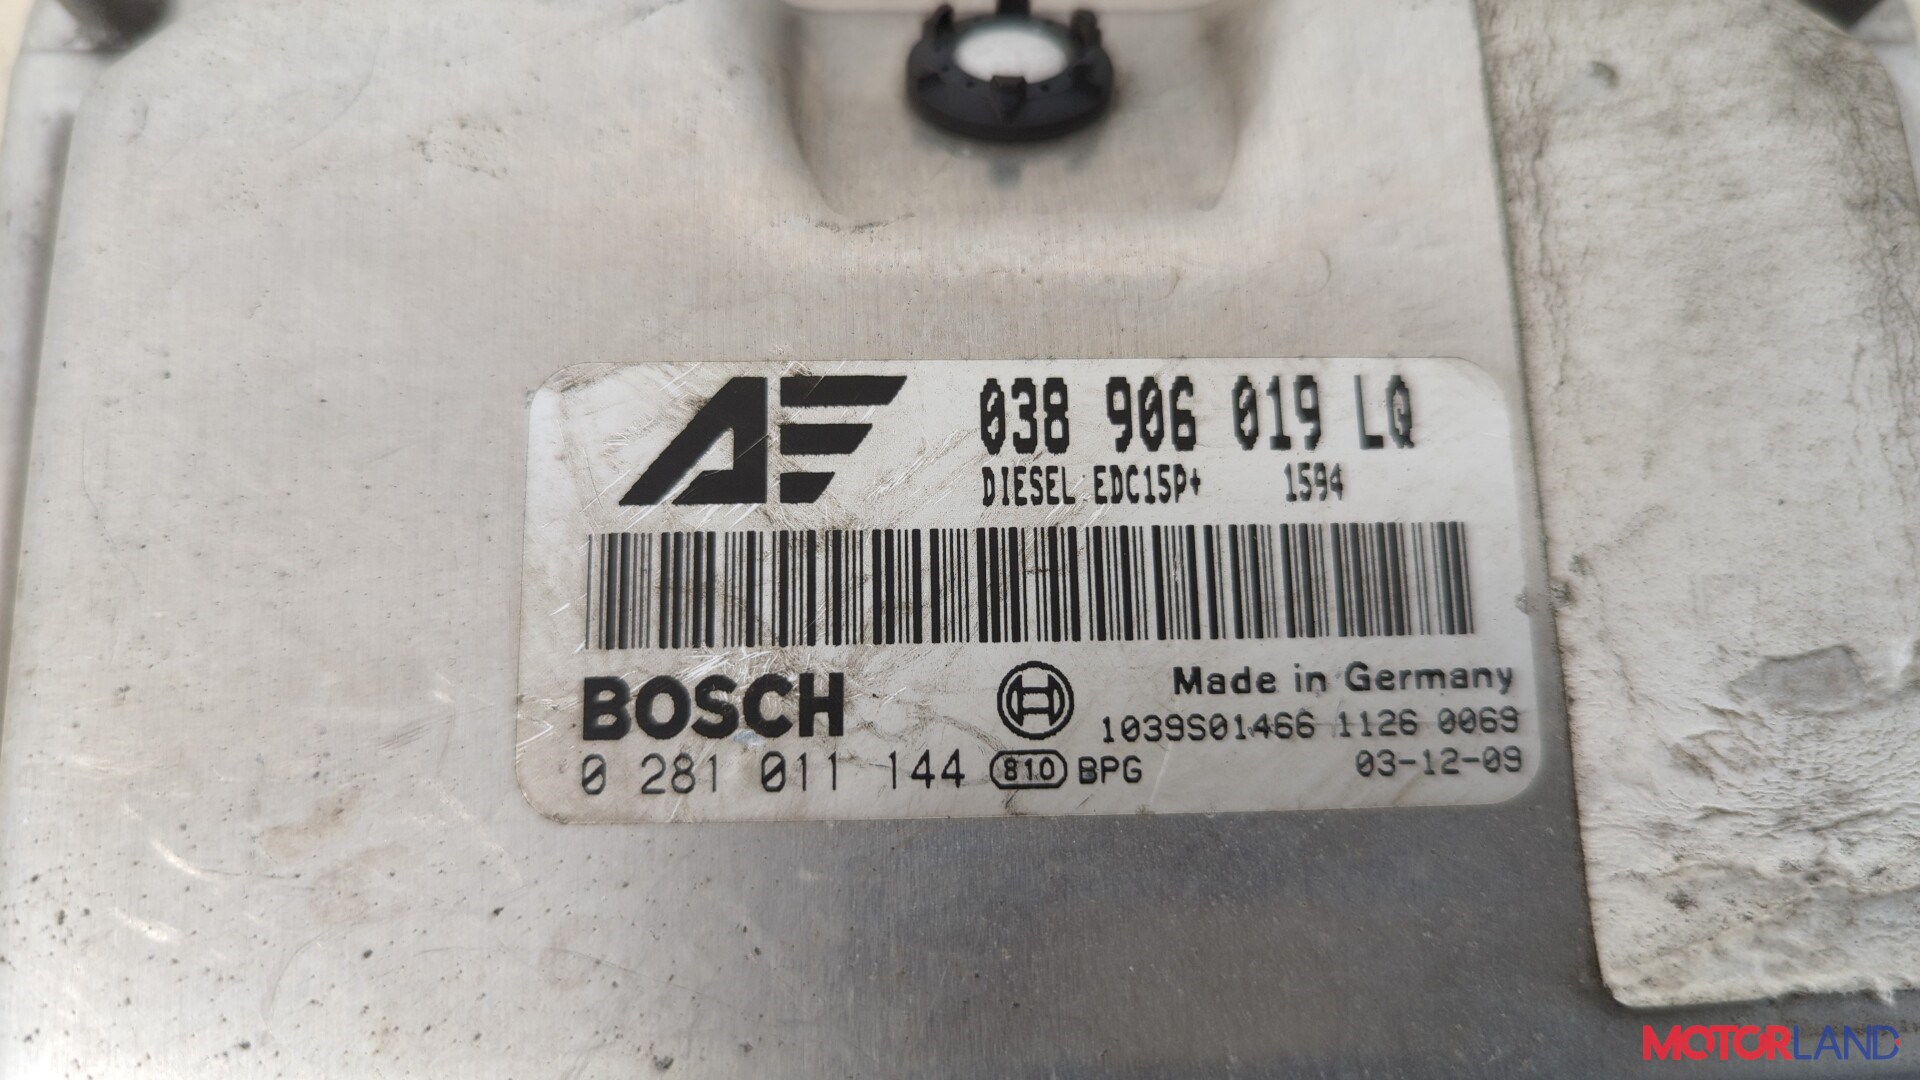 AE
038 906 019 LQ
DIESEL EDC15P+ 1594
BOSCH
Made in Germany
1039S01466 1126 0069
0 281 011 144 810 BPG 03-12-09
MOTORLAND